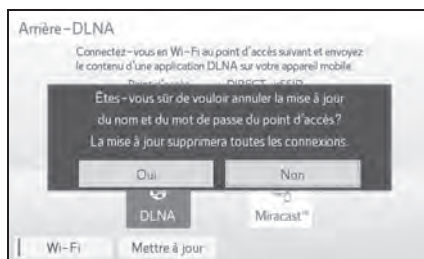 Arrière-DLNA
Connectez-vous en Wi-Fi au point d'accès suivant et envoyez
le contenu d'une application DLNA sur votre appareil mobile.
Êtes-vous sûr de vouloir annuler la mise à jour
du nom et du mot de passe du point d'accès?
La mise à jour supprimera toutes les connexions.
Oui Non
DLNA Miracast™
Wi-Fi Mettre à jour